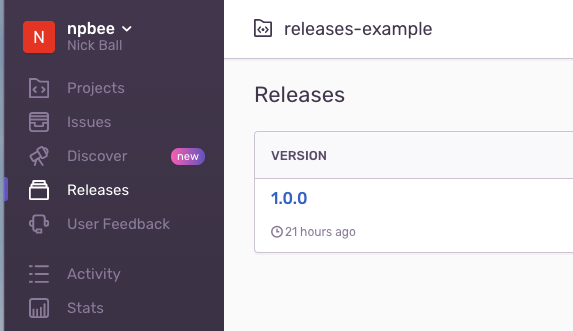 N
npbee
Nick Ball
Projects
Issues
Discover new
Releases
User Feedback
Activity
Stats
releases-example
Releases
VERSION
1.0.0
21 hours ago